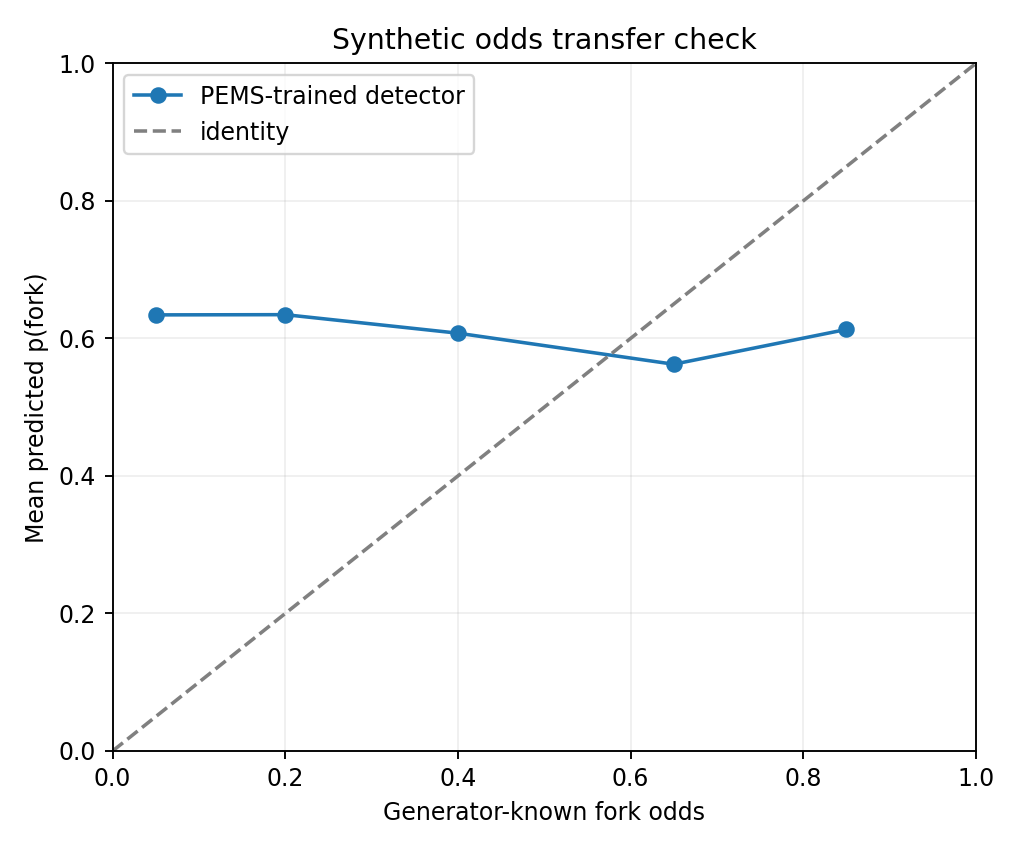 Synthetic odds transfer check
PEMS-trained detector
identity
Mean predicted p(fork)
1.0
0.8
0.6
0.4
0.2
0.0
0.0 0.2 0.4 0.6 0.8 1.0
Generator-known fork odds